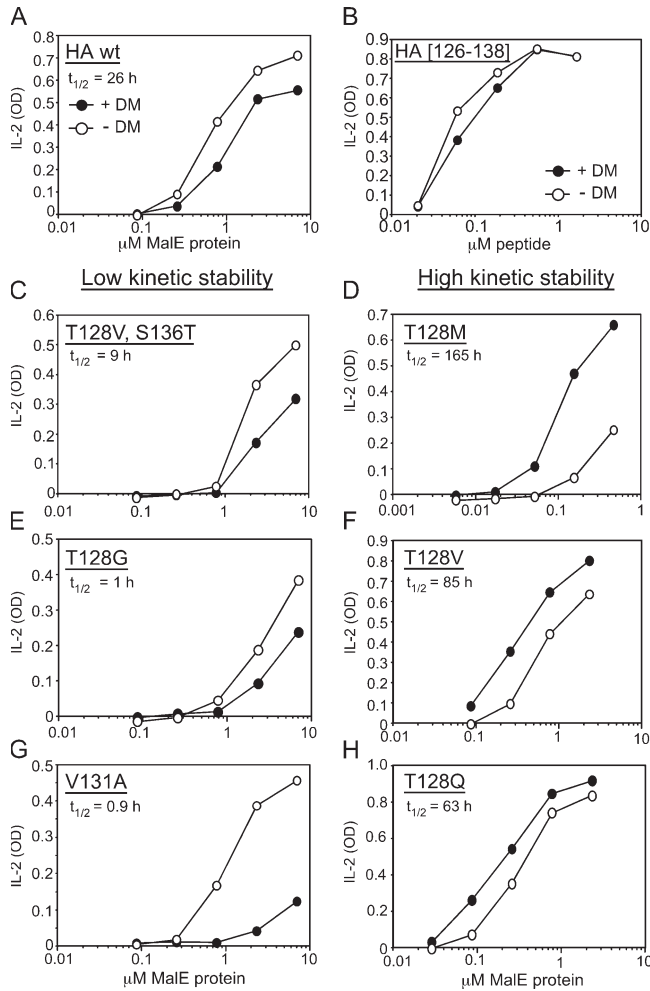 A
HA wt
t1/2 = 26 h
+ DM
- DM
IL-2 (OD)
0.8
0.7
0.6
0.5
0.4
0.3
0.2
0.1
0
0.01
0.1
1
10
µM MalE protein
B
HA [126-138]
+ DM
- DM
IL-2 (OD)
0.9
0.8
0.7
0.6
0.5
0.4
0.3
0.2
0.1
0.0
0.01
0.1
1
10
µM peptide
Low kinetic stability
High kinetic stability
C
T128V, S136T
t1/2 = 9 h
IL-2 (OD)
0.6
0.5
0.4
0.3
0.2
0.1
0
0.01
0.1
1
10
D
T128M
t1/2 = 165 h
IL-2 (OD)
0.7
0.6
0.5
0.4
0.3
0.2
0.1
0
0.001
0.01
0.1
1
E
T128G
t1/2 = 1 h
IL-2 (OD)
0.5
0.4
0.3
0.2
0.1
0
0.01
0.1
1
10
F
T128V
t1/2 = 85 h
IL-2 (OD)
0.9
0.8
0.7
0.6
0.5
0.4
0.3
0.2
0.1
0
0.01
0.1
1
10
G
V131A
t1/2 = 0.9 h
IL-2 (OD)
0.5
0.4
0.3
0.2
0.1
0
0.01
0.1
1
10
µM MalE protein
H
T128Q
t1/2 = 63 h
IL-2 (OD)
1.0
0.8
0.6
0.4
0.2
0
0.01
0.1
1
10
µM MalE protein